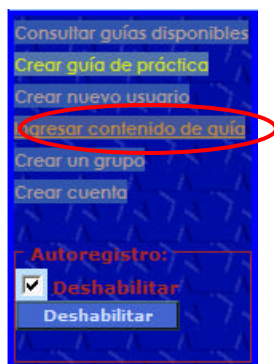 Consultar guías disponibles
Crear guía de práctica
Crear nuevo usuario
Ingresar contenido de guía
Crear un grupo
Crear cuenta
Autoregistro:
Deshabilitar
Deshabilitar